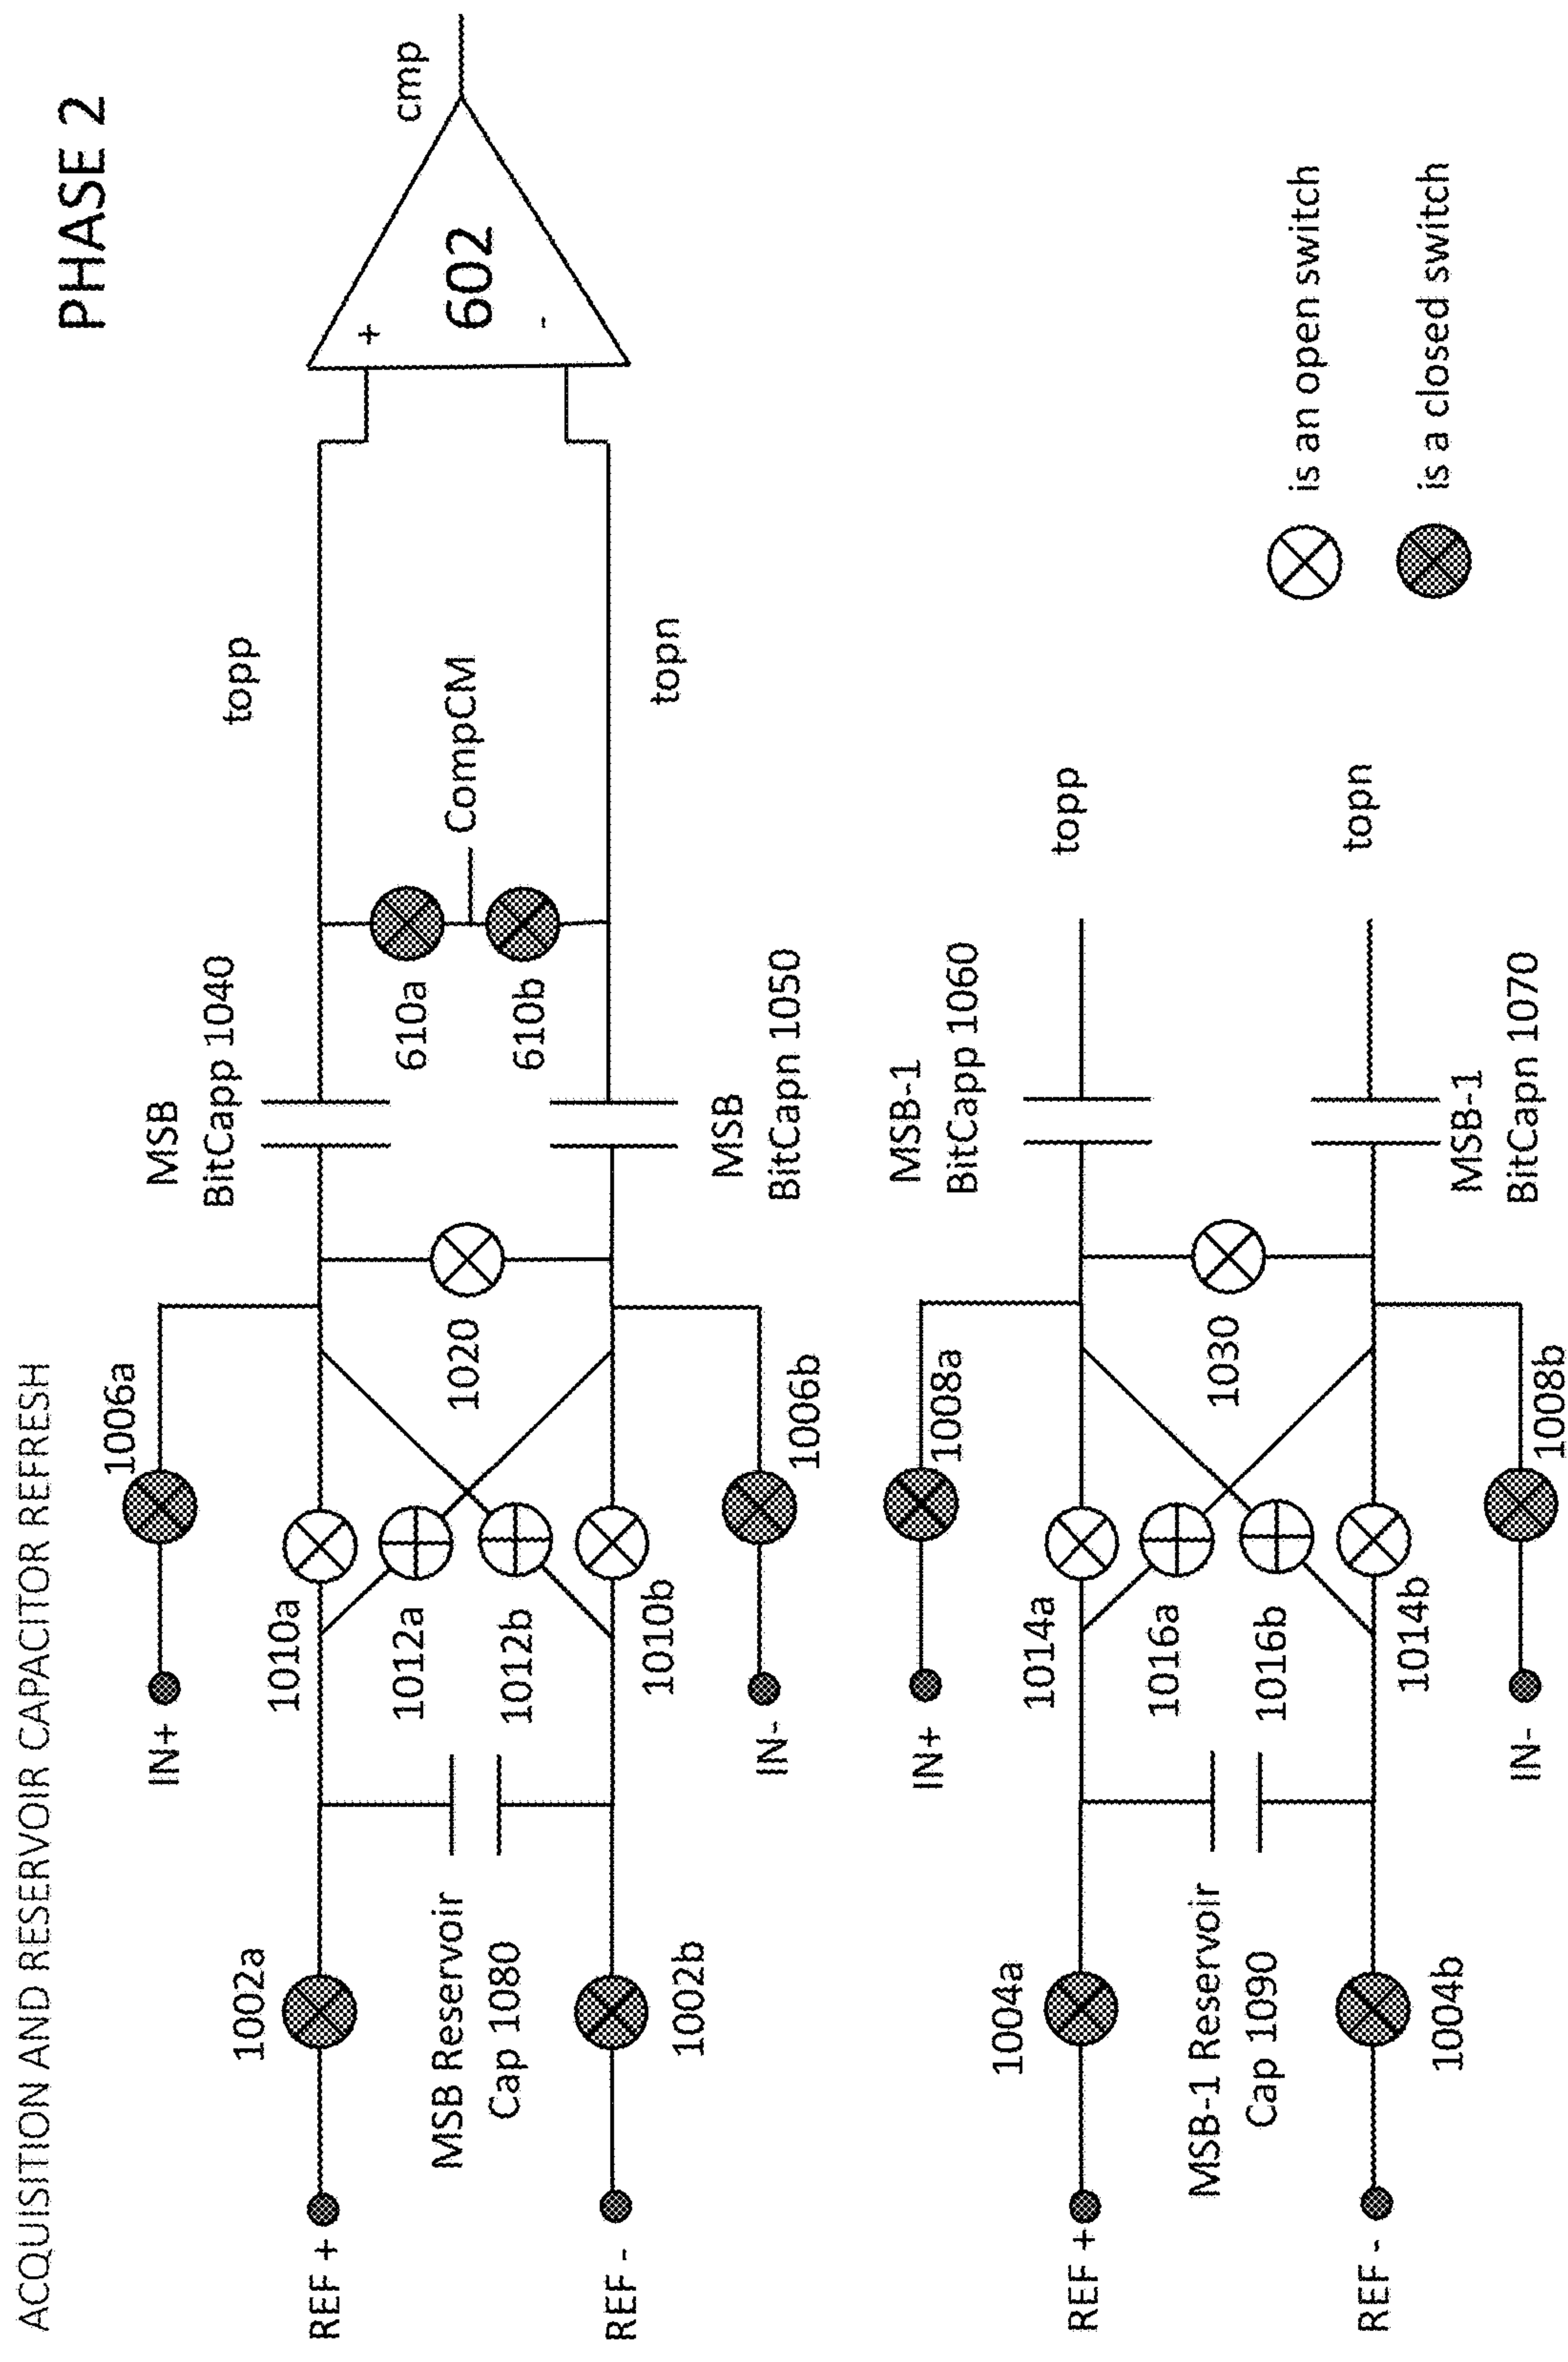 ACQUISITION AND RESERVOIR CAPACITOR REFRESH
PHASE 2
1006a
IN+
MSB
BitCapp 1040
1002a
1010a
topp
REF +
cmp
1012a
610a
+
602
-
MSB Reservoir
Cap 1080
1020
CompCM
1012b
610b
REF -
1002b
1010b
topn
MSB
BitCapn 1050
IN-
1006b
IN+
1008a
MSB-1
BitCapp 1060
1004a
1014a
topp
REF +
1016a
MSB-1 Reservoir
Cap 1090
1030
1016b
REF -
1004b
1014b
topn
MSB-1
BitCapn 1070
IN-
1008b
is an open switch
is a closed switch